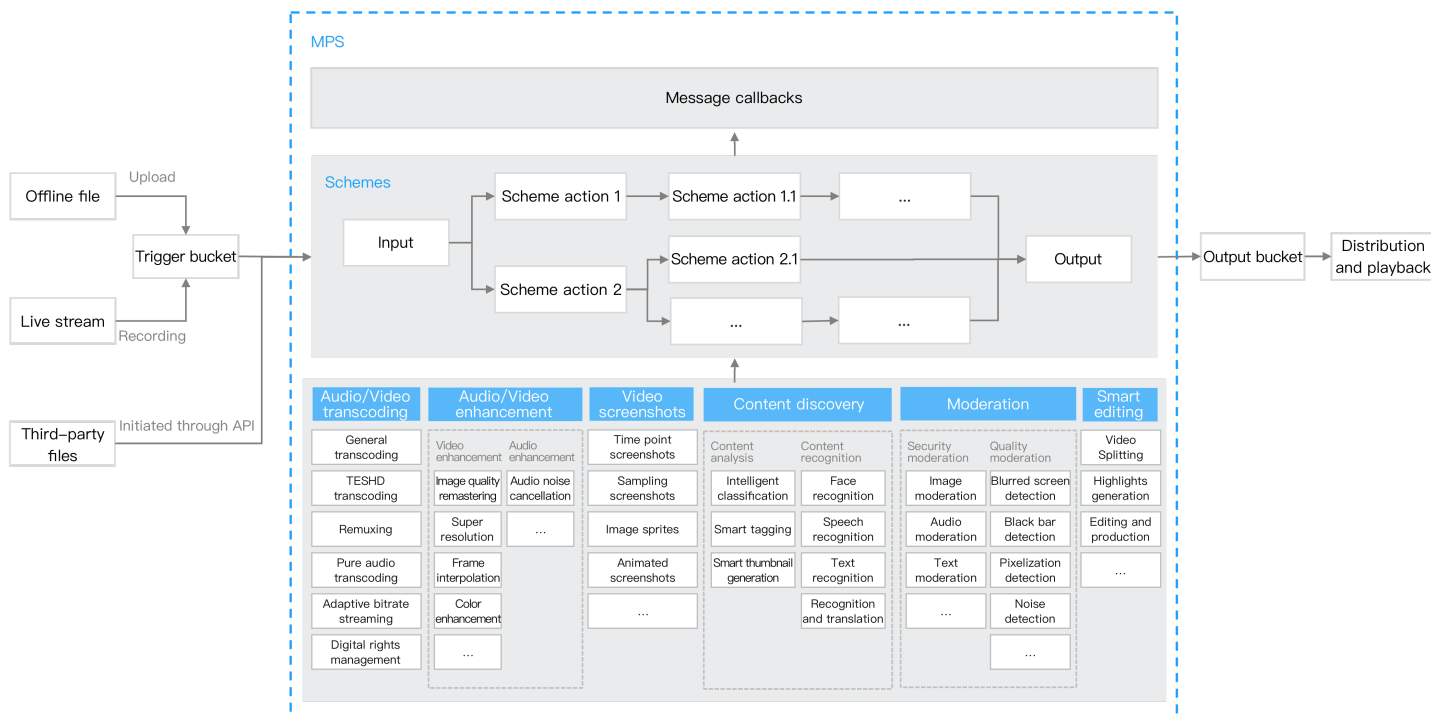 MPS
Message callbacks
Offline file
Upload
Trigger bucket
Live stream
Recording
Third-party
files
Initiated through API
Schemes
Input
Scheme action 1
Scheme action 1.1
...
Scheme action 2
Scheme action 2.1
...
...
Output
Output bucket
Distribution
and playback
Audio/Video
transcoding
General
transcoding
TESHD
transcoding
Remuxing
Pure audio
transcoding
Adaptive bitrate
streaming
Digital rights
management
Audio/Video
enhancement
Video
enhancement
Image quality
remastering
Super
resolution
Frame
interpolation
Color
enhancement
...
Audio
enhancement
Audio noise
cancellation
...
Video
screenshots
Time point
screenshots
Sampling
screenshots
Image sprites
Animated
screenshots
...
Content discovery
Content
analysis
Intelligent
classification
Smart tagging
Smart thumbnail
generation
Content
recognition
Face
recognition
Speech
recognition
Text
recognition
Recognition
and translation
Moderation
Security
moderation
Image
moderation
Audio
moderation
Text
moderation
...
Quality
moderation
Blurred screen
detection
Black bar
detection
Pixelization
detection
Noise
detection
...
Smart
editing
Video
Splitting
Highlights
generation
Editing and
production
...